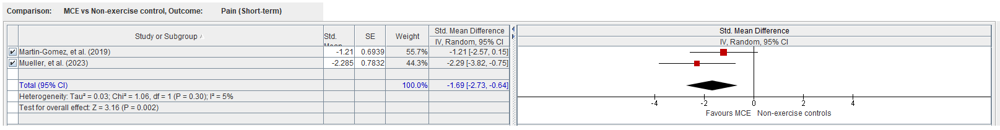 Comparison: MCE vs Non-exercise control, Outcome: Pain (Short-term)
Study or Subgroup Std. Mean SE Weight Std. Mean Difference Std. Mean Difference
IV, Random, 95% CI IV, Random, 95% CI
Martin-Gomez, et al. (2019) -1.21 0.6939 55.7% -1.21 [-2.57, 0.15]
Mueller, et al. (2023) -2.285 0.7832 44.3% -2.29 [-3.82, -0.75]
Total (95% CI) 100.0% -1.69 [-2.73, -0.64]
Heterogeneity: Tau² = 0.03; Chi² = 1.06, df = 1 (P = 0.30); I² = 5%
Test for overall effect: Z = 3.16 (P = 0.002)
-4 -2 0 2 4
Favours MCE Non-exercise controls